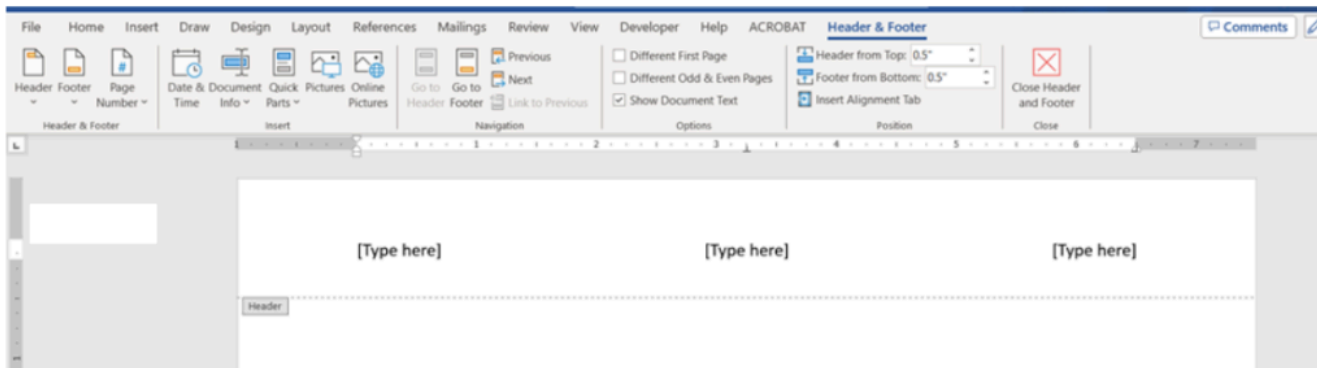 File Home Insert Draw Design Layout References Mailings Review View Developer Help ACROBAT Header & Footer Comments
Header Footer Page Number
Date & Time Document Info Quick Parts Pictures Online Pictures
Go to Header Go to Footer Previous Next Link to Previous
Different First Page
Different Odd & Even Pages
Show Document Text
Header from Top: 0.5"
Footer from Bottom: 0.5"
Insert Alignment Tab
Close Header and Footer
Header & Footer Insert Navigation Options Position Close
1 1 2 3 4 5 6 7
[Type here] [Type here] [Type here]
Header
1